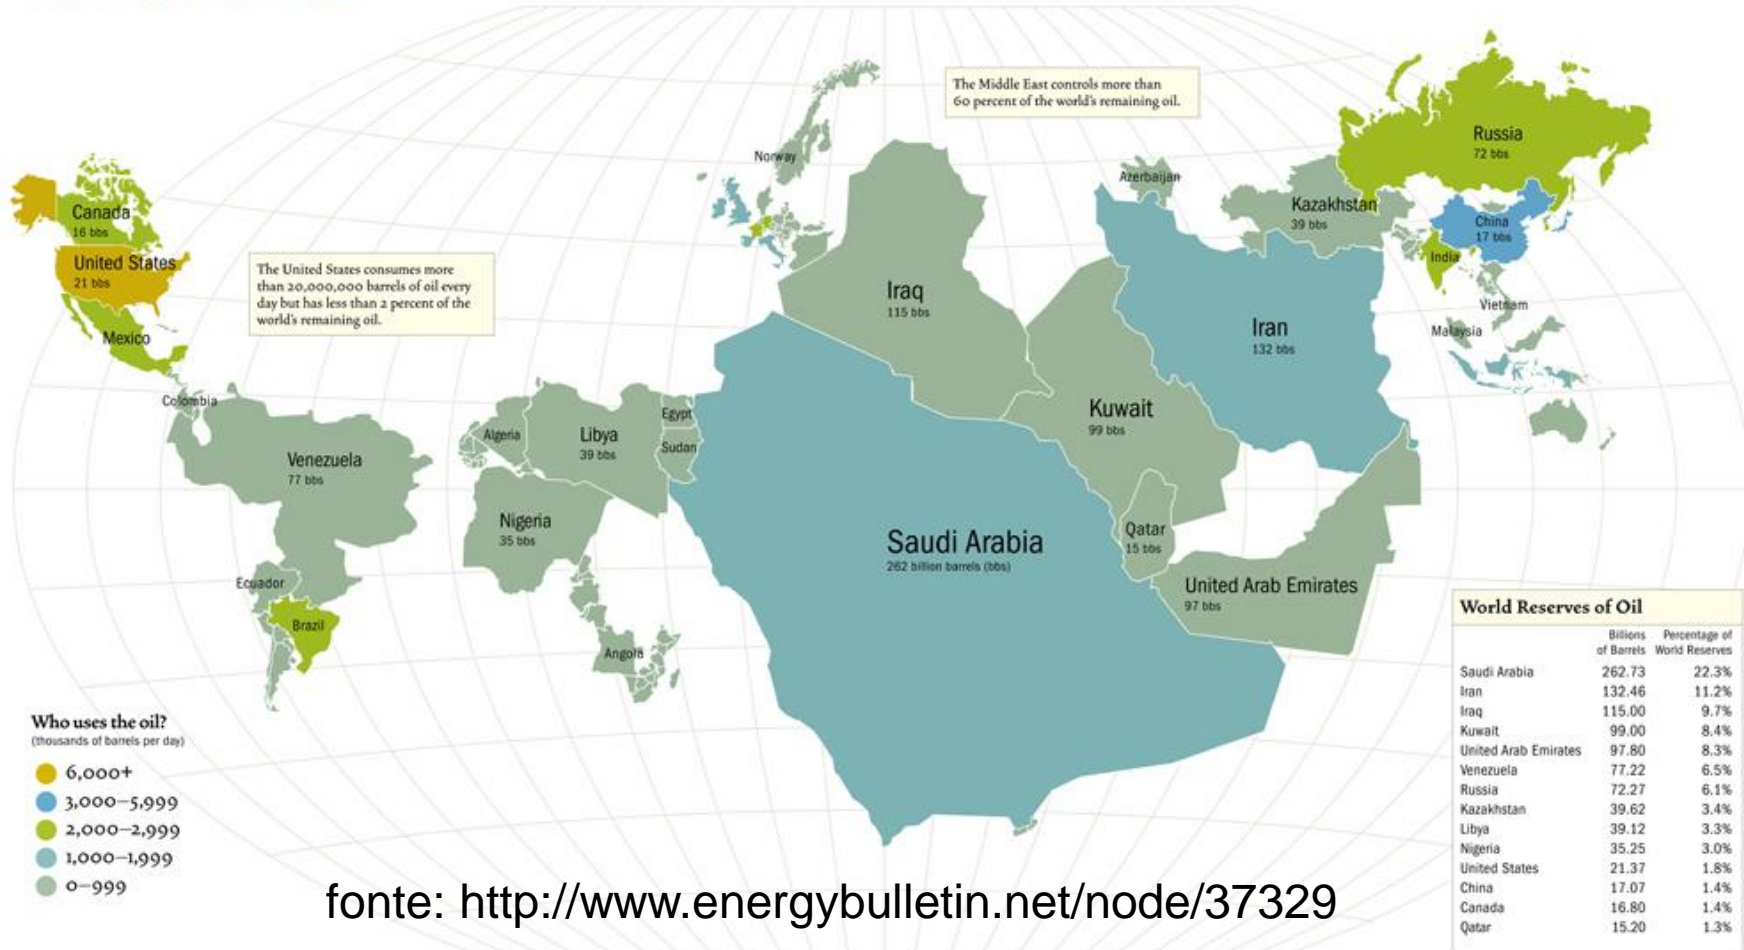 The Middle East controls more than
60 percent of the world's remaining oil.
Russia
72 bbs
Norway
Azerbaijan
Kazakhstan
39 bbs
China
17 bbs
India
Vietnam
Malaysia
Canada
16 bbs
United States
21 bbs
Mexico
The United States consumes more
than 20,000,000 barrels of oil every
day but has less than 2 percent of the
world's remaining oil.
Iraq
115 bbs
Iran
132 bbs
Kuwait
99 bbs
Colombia
Venezuela
77 bbs
Algeria
Libya
39 bbs
Egypt
Sudan
Nigeria
35 bbs
Saudi Arabia
262 billion barrels (bbs)
Qatar
15 bbs
United Arab Emirates
97 bbs
Ecuador
Brazil
Angola
Who uses the oil?
(thousands of barrels per day)
6,000+
3,000–5,999
2,000–2,999
1,000–1,999
0–999
World Reserves of Oil
Billions Percentage of
of Barrels World Reserves
Saudi Arabia 262.73 22.3%
Iran 132.46 11.2%
Iraq 115.00 9.7%
Kuwait 99.00 8.4%
United Arab Emirates 97.80 8.3%
Venezuela 77.22 6.5%
Russia 72.27 6.1%
Kazakhstan 39.62 3.4%
Libya 39.12 3.3%
Nigeria 35.25 3.0%
United States 21.37 1.8%
China 17.07 1.4%
Canada 16.80 1.4%
Qatar 15.20 1.3%
fonte: http://www.energybulletin.net/node/37329